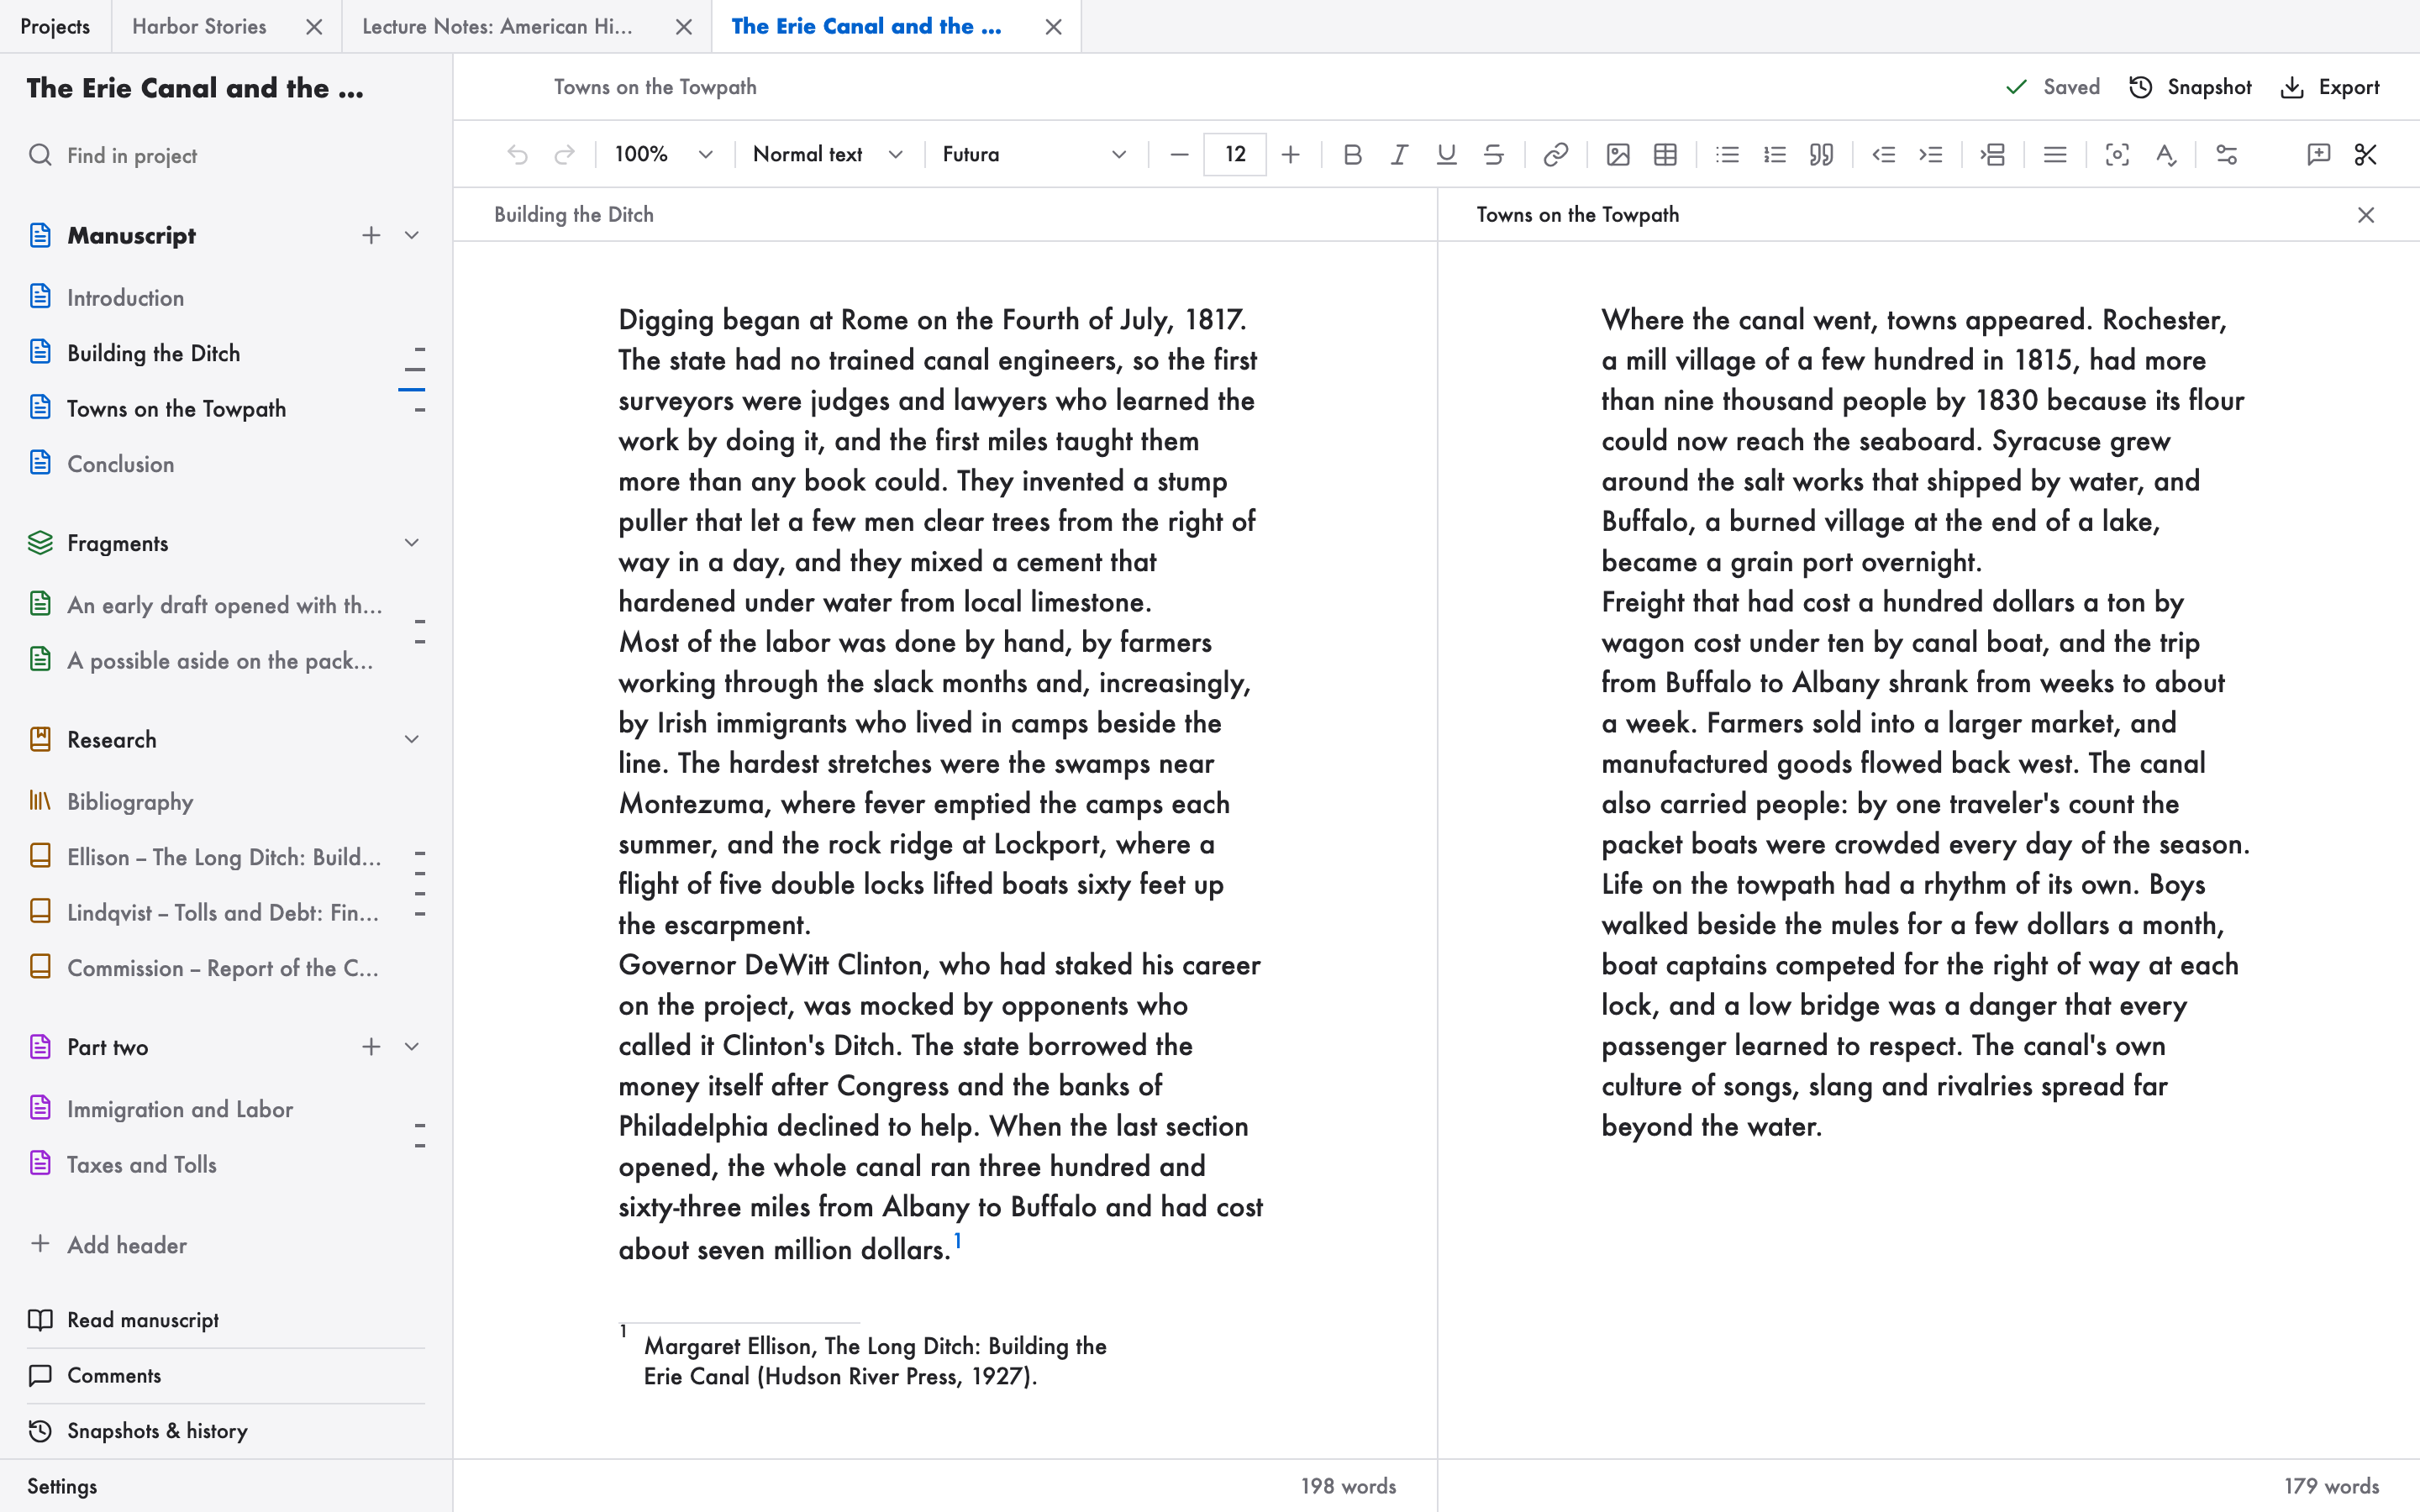 Projects
Harbor Stories
Lecture Notes: American Hi...
The Erie Canal and the ...
The Erie Canal and the ...
Find in project
Manuscript
Introduction
Building the Ditch
Towns on the Towpath
Conclusion
Fragments
An early draft opened with th...
A possible aside on the pack...
Research
Bibliography
Ellison – The Long Ditch: Build...
Lindqvist – Tolls and Debt: Fin...
Commission – Report of the C...
Part two
Immigration and Labor
Taxes and Tolls
Add header
Read manuscript
Comments
Snapshots & history
Settings
Towns on the Towpath
Saved
Snapshot
Export
100%
Normal text
Futura
12
Building the Ditch
Digging began at Rome on the Fourth of July, 1817.
The state had no trained canal engineers, so the first
surveyors were judges and lawyers who learned the
work by doing it, and the first miles taught them
more than any book could. They invented a stump
puller that let a few men clear trees from the right of
way in a day, and they mixed a cement that
hardened under water from local limestone.
Most of the labor was done by hand, by farmers
working through the slack months and, increasingly,
by Irish immigrants who lived in camps beside the
line. The hardest stretches were the swamps near
Montezuma, where fever emptied the camps each
summer, and the rock ridge at Lockport, where a
flight of five double locks lifted boats sixty feet up
the escarpment.
Governor DeWitt Clinton, who had staked his career
on the project, was mocked by opponents who
called it Clinton's Ditch. The state borrowed the
money itself after Congress and the banks of
Philadelphia declined to help. When the last section
opened, the whole canal ran three hundred and
sixty-three miles from Albany to Buffalo and had cost
about seven million dollars.1
1 Margaret Ellison, The Long Ditch: Building the
Erie Canal (Hudson River Press, 1927).
198 words
Towns on the Towpath
Where the canal went, towns appeared. Rochester,
a mill village of a few hundred in 1815, had more
than nine thousand people by 1830 because its flour
could now reach the seaboard. Syracuse grew
around the salt works that shipped by water, and
Buffalo, a burned village at the end of a lake,
became a grain port overnight.
Freight that had cost a hundred dollars a ton by
wagon cost under ten by canal boat, and the trip
from Buffalo to Albany shrank from weeks to about
a week. Farmers sold into a larger market, and
manufactured goods flowed back west. The canal
also carried people: by one traveler's count the
packet boats were crowded every day of the season.
Life on the towpath had a rhythm of its own. Boys
walked beside the mules for a few dollars a month,
boat captains competed for the right of way at each
lock, and a low bridge was a danger that every
passenger learned to respect. The canal's own
culture of songs, slang and rivalries spread far
beyond the water.
179 words